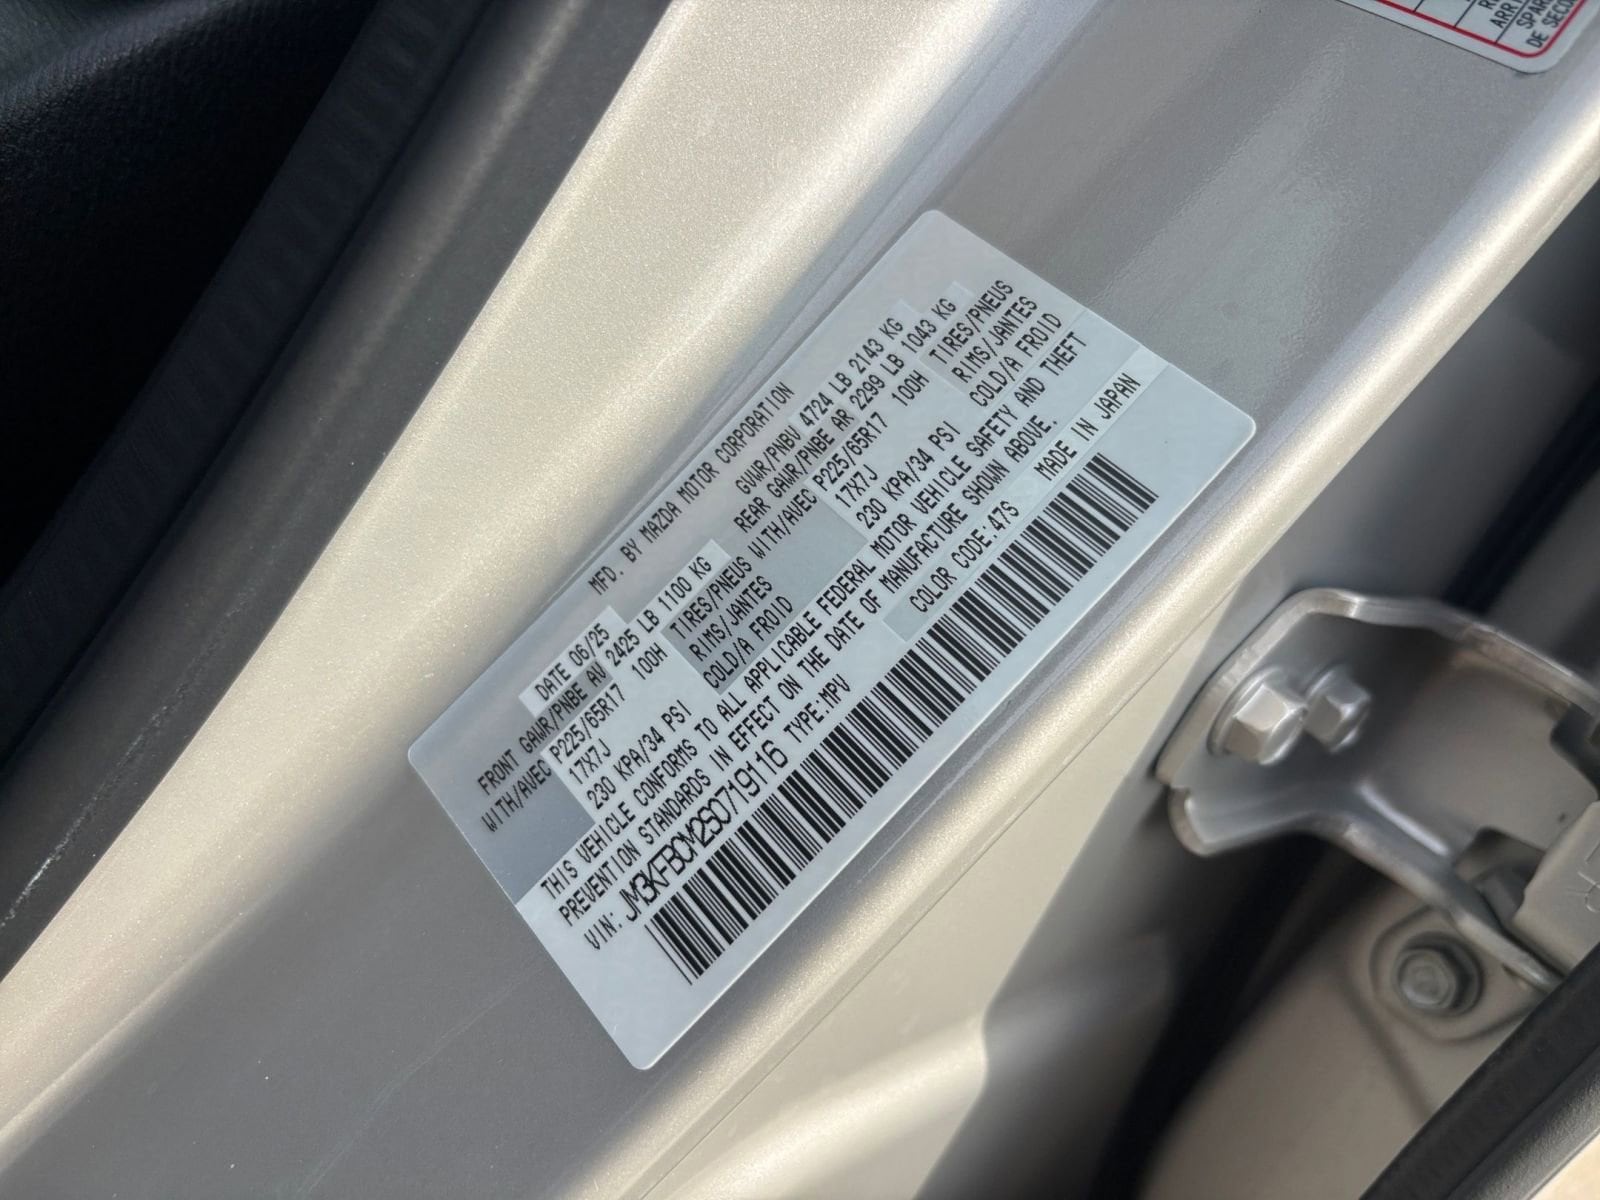 MFD. BY MAZDA MOTOR CORPORATION
DATE 06/25 GVWR/PNBV 4724 LB 2143 KG
FRONT GAWR/PNBE AV 2425 LB 1100 KG REAR GAWR/PNBE AR 2299 LB 1043 KG
WITH/AVEC P225/65R17 100H TIRES/PNEUS WITH/AVEC P225/65R17 100H TIRES/PNEUS
17X7J RIMS/JANTES 17X7J RIMS/JANTES
230 KPA/34 PSI COLD/A FROID 230 KPA/34 PSI COLD/A FROID
THIS VEHICLE CONFORMS TO ALL APPLICABLE FEDERAL MOTOR VEHICLE SAFETY AND THEFT
PREVENTION STANDARDS IN EFFECT ON THE DATE OF MANUFACTURE SHOWN ABOVE.
VIN: JM3KFBCM2S0719116 TYPE:MPV COLOR CODE:47S MADE IN JAPAN
SPAR
DE SECO